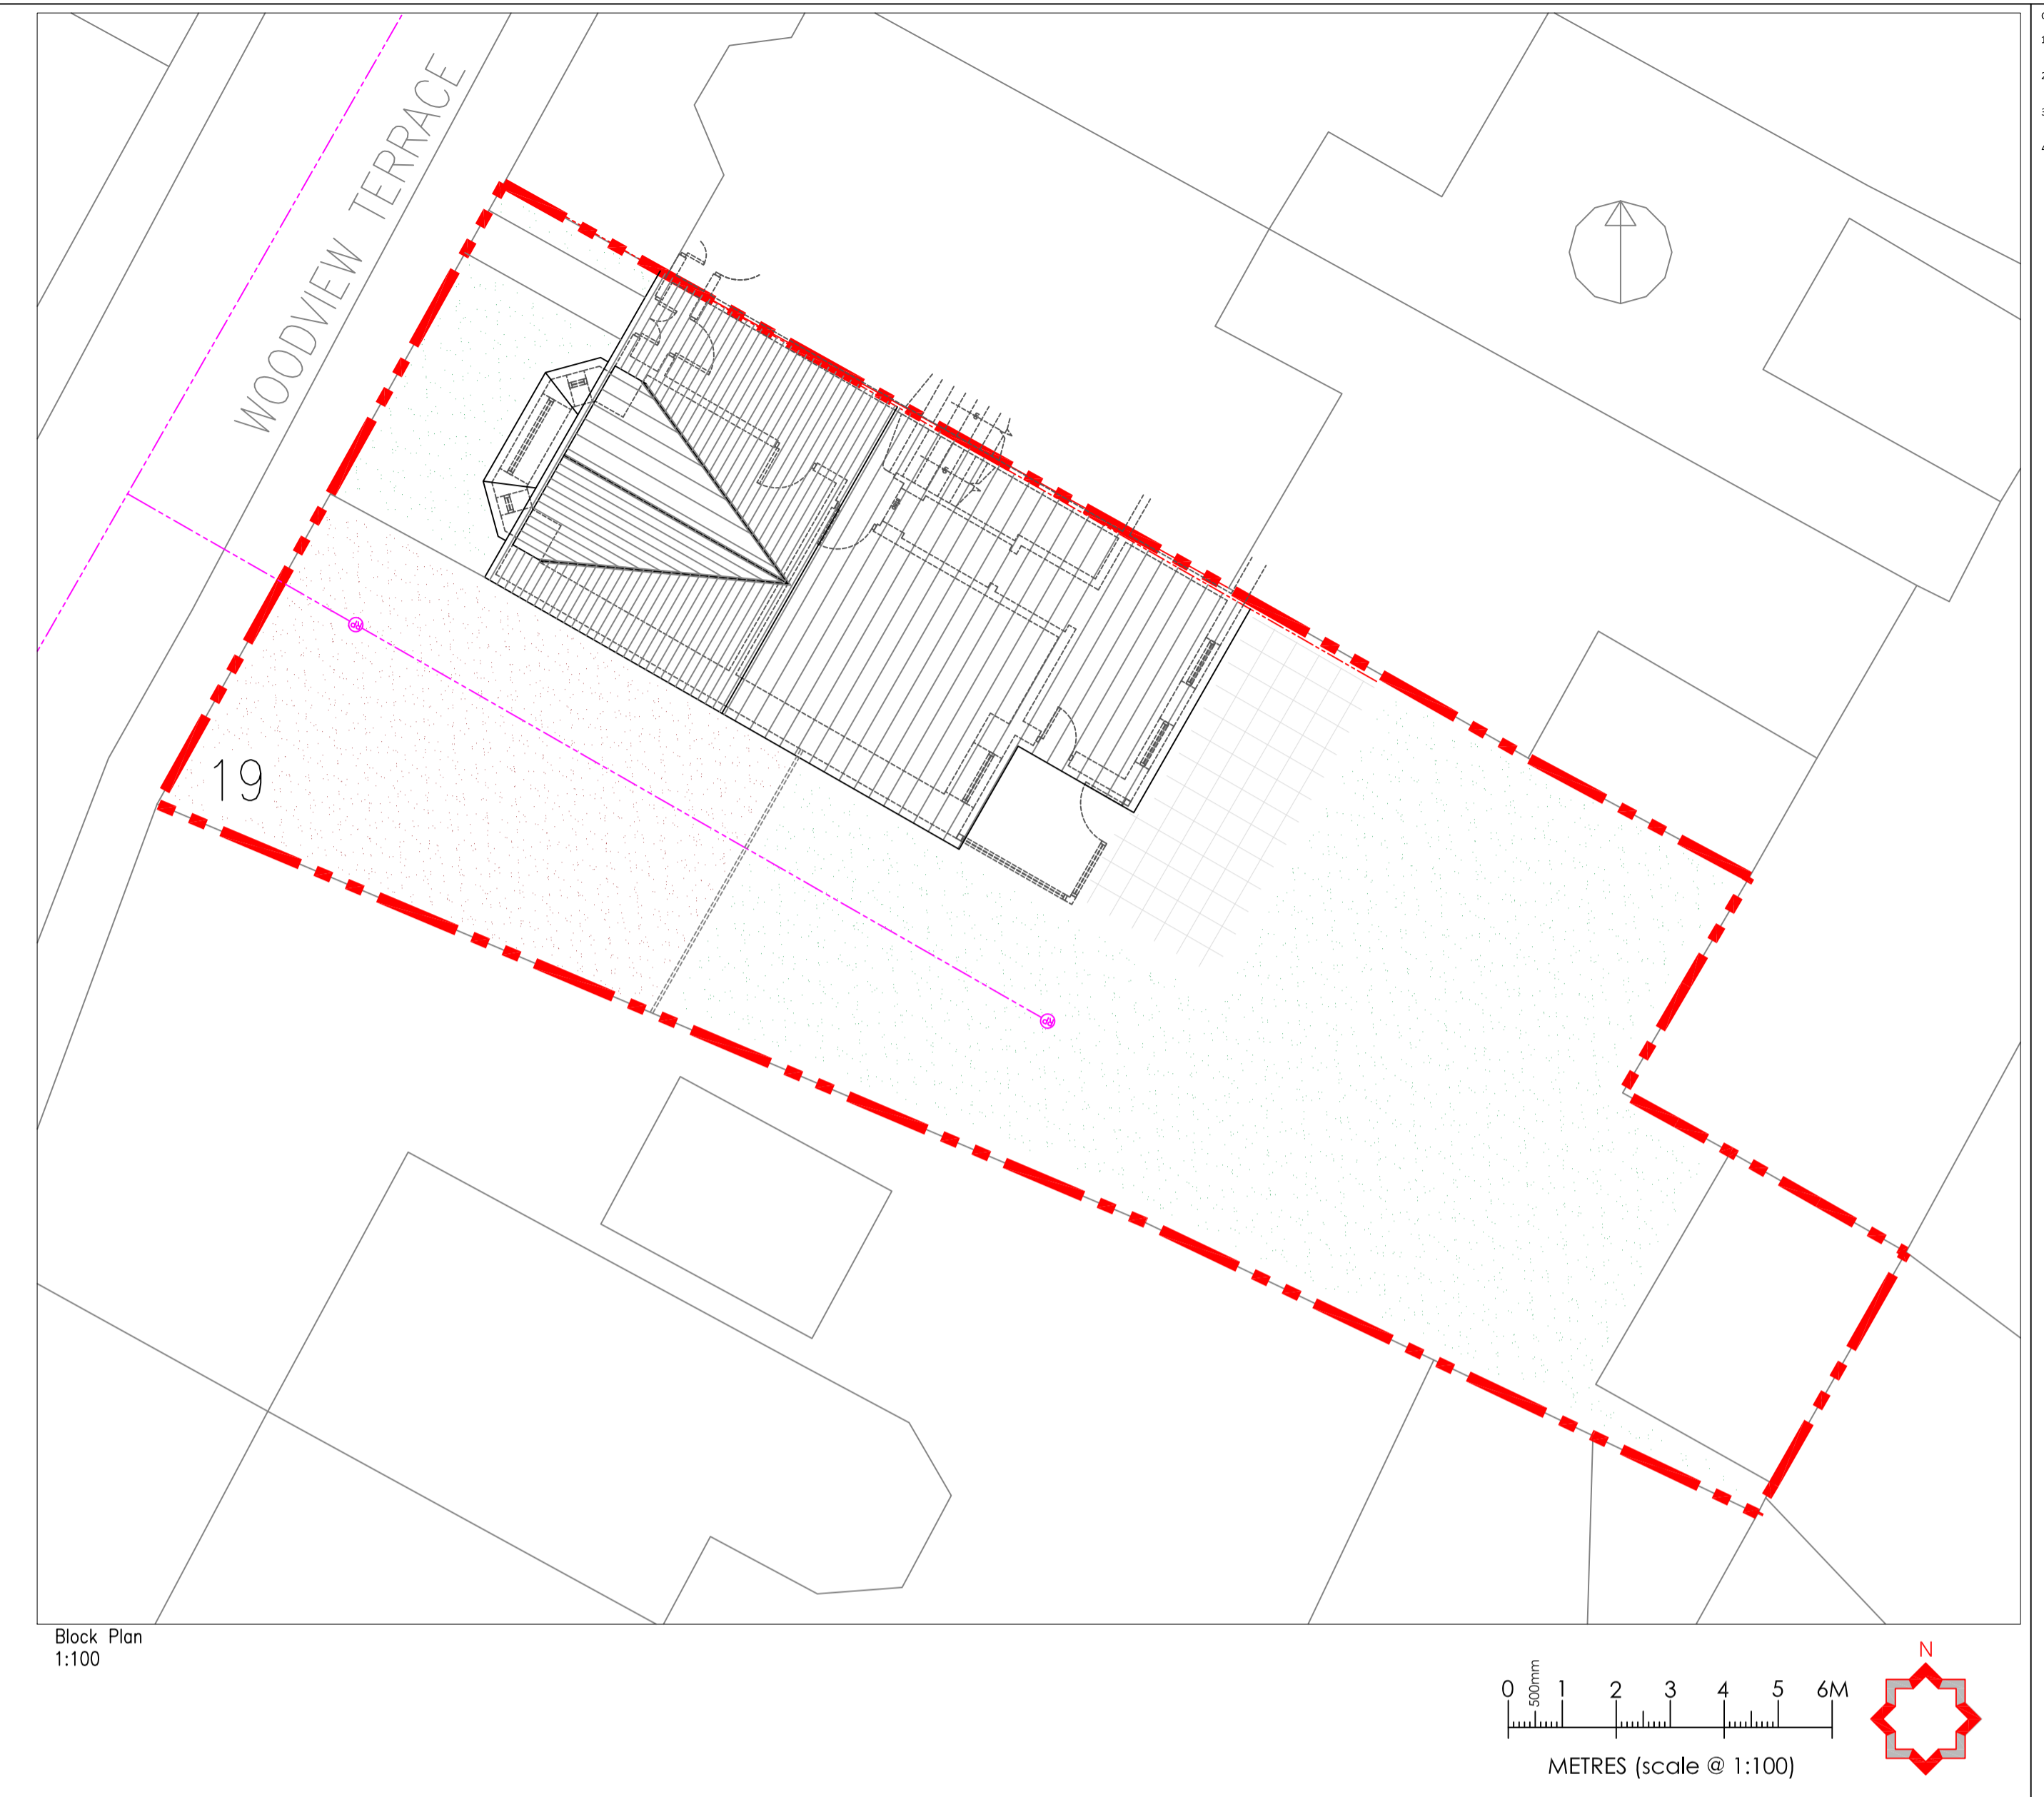 WOODVIEW TERRACE
19
Block Plan
1:100
N
0 500mm 1 2 3 4 5 6M
METRES (scale @ 1:100)